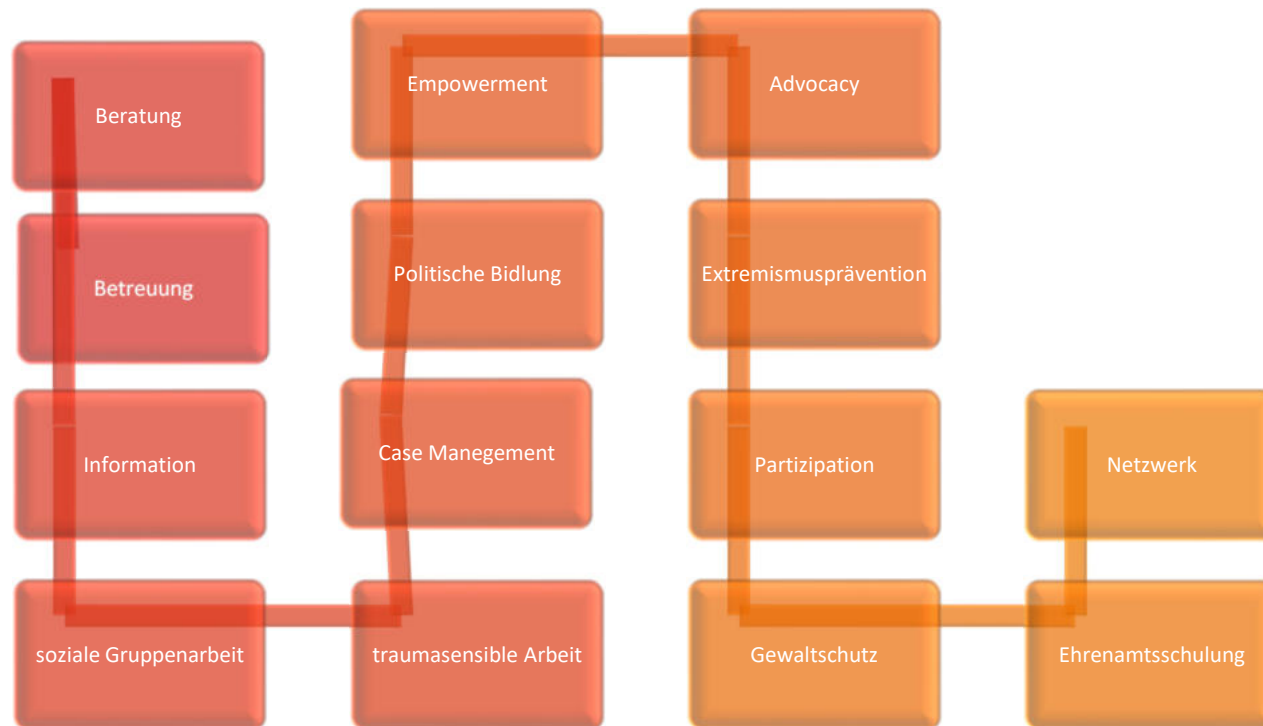 Beratung
Betreuung
Information
soziale Gruppenarbeit
traumasensible Arbeit
Case Manegement
Politische Bidlung
Empowerment
Advocacy
Extremismusprävention
Partizipation
Gewaltschutz
Ehrenamtsschulung
Netzwerk